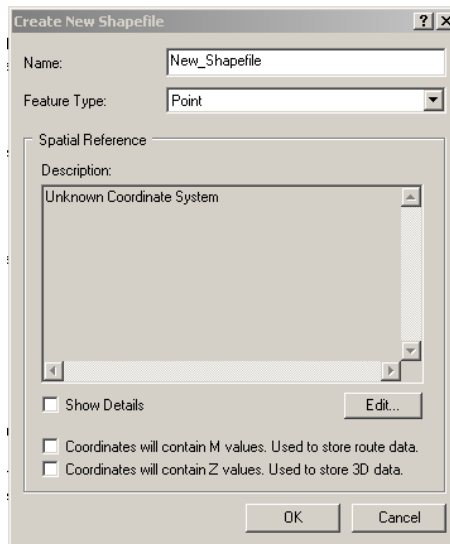 Create New Shapefile
Name:
New_Shapefile
Feature Type:
Point
Spatial Reference
Description:
Unknown Coordinate System
Show Details
Edit...
Coordinates will contain M values. Used to store route data.
Coordinates will contain Z values. Used to store 3D data.
OK
Cancel